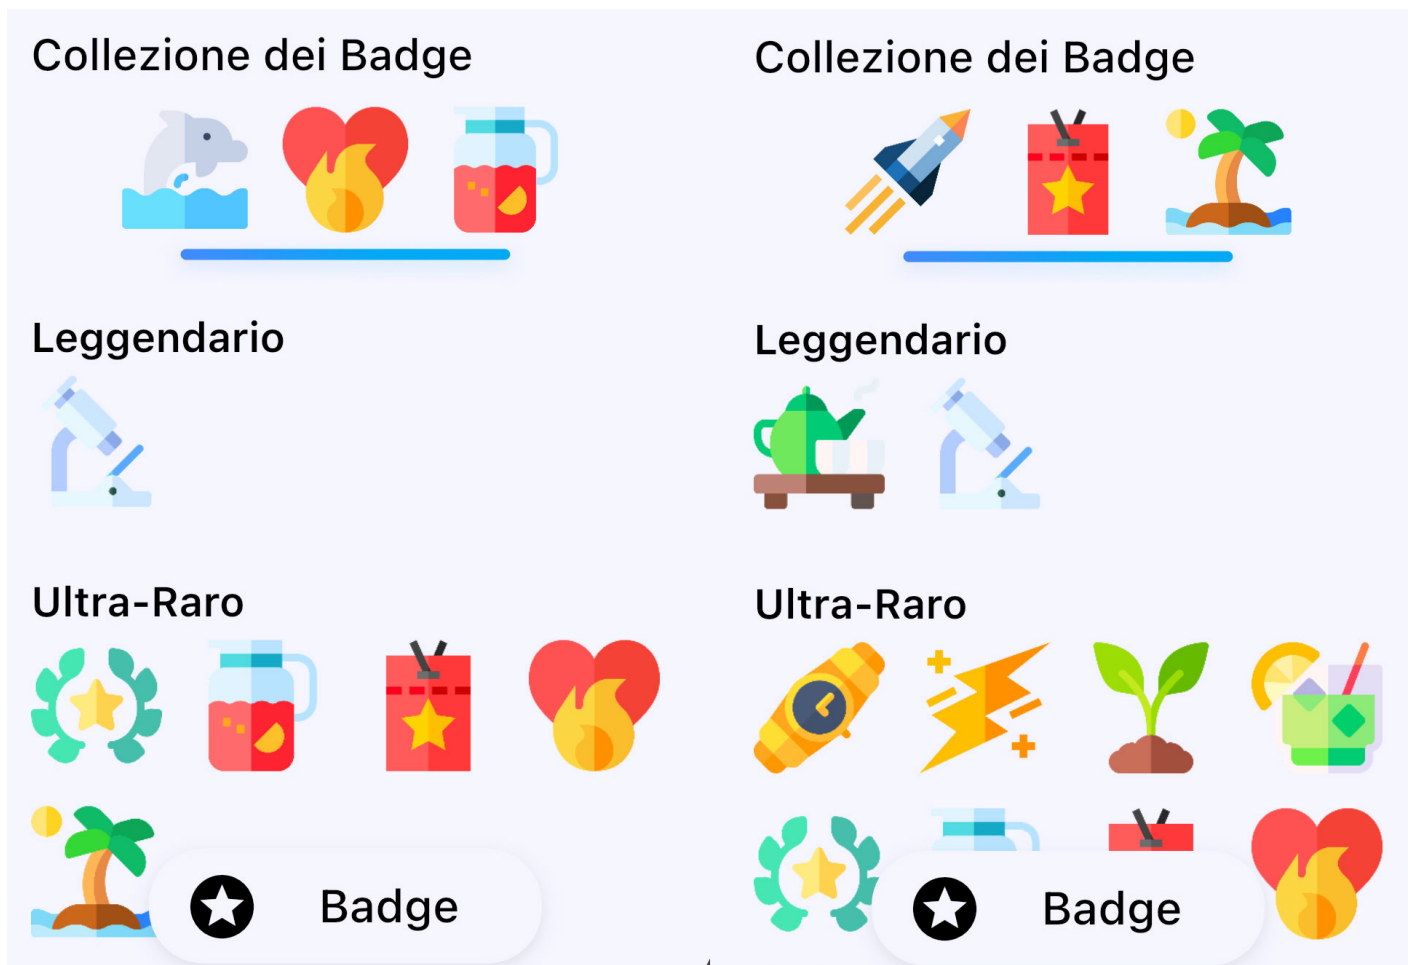 Collezione dei Badge
Leggendario
Ultra-Raro
Badge
Collezione dei Badge
Leggendario
Ultra-Raro
Badge